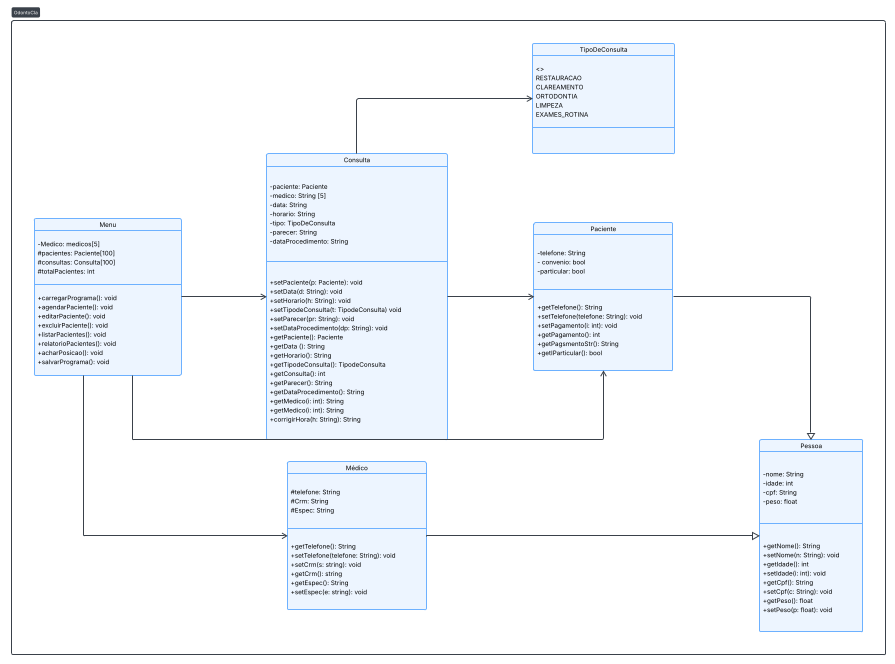 OdontoCla
TipoDeConsulta
<>
RESTAURACAO
CLAREAMENTO
ORTODONTIA
LIMPEZA
EXAMES_ROTINA
Consulta
-paciente: Paciente
-medico: String [5]
-data: String
-horario: String
-tipo: TipoDeConsulta
-parecer: String
-dataProcedimento: String
+setPaciente(p: Paciente): void
+setData(d: String): void
+setHorario(h: String): void
+setTipodeConsulta(t: TipodeConsulta) void
+setParecer(pr: String): void
+setDataProcedimento(dp: String): void
+getPaciente(): Paciente
+getData (): String
+getHorario(): String
+getTipodeConsulta(): TipodeConsulta
+getConsulta(): int
+getParecer(): String
+getDataProcedimento(): String
+getMedico(i: int): String
+getMedico(i: int): String
+corrigirHora(h: String): String
Menu
-Medico: medicos[5]
#pacientes: Paciente[100]
#consultas: Consulta[100]
#totalPacientes: int
+carregarPrograma(): void
+agendarPaciente(): void
+editarPaciente(): void
+excluirPaciente(): void
+listarPacientes(): void
+relatorioPacientes(): void
+acharPosicao(): void
+salvarPrograma(): void
Paciente
-telefone: String
- convenio: bool
-particular: bool
+getTelefone(): String
+setTelefone(telefone: String): void
+setPagamento(i: int): void
+getPagamento(): int
+getPagsmentoStr(): String
+getIParticular(): bool
Médico
#telefone: String
#Crm: String
#Espec: String
+getTelefone(): String
+setTelefone(telefone: String): void
+setCrm(s: string): void
+getCrm(): string
+getEspec(): String
+setEspec(e: string): void
Pessoa
-nome: String
-idade: int
-cpf: String
-peso: float
+getNome(): String
+setNome(n: String): void
+getIdade(): int
+setIdade(i: int): void
+getCpf(): String
+setCpf(c: String): void
+getPeso(): float
+setPeso(p: float): void